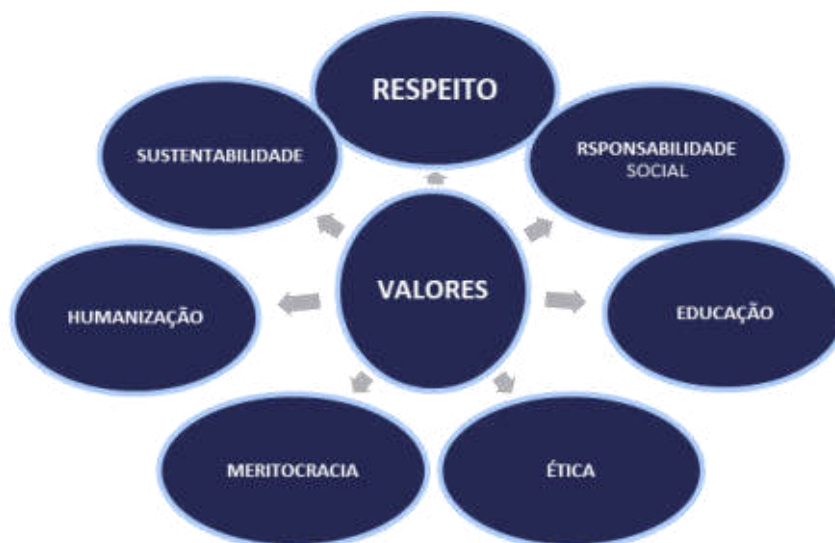 RESPEITO
SUSTENTABILIDADE
RSPONSABILIDADE
SOCIAL
VALORES
HUMANIZAÇÃO
EDUCAÇÃO
MERITOCRACIA
ÉTICA